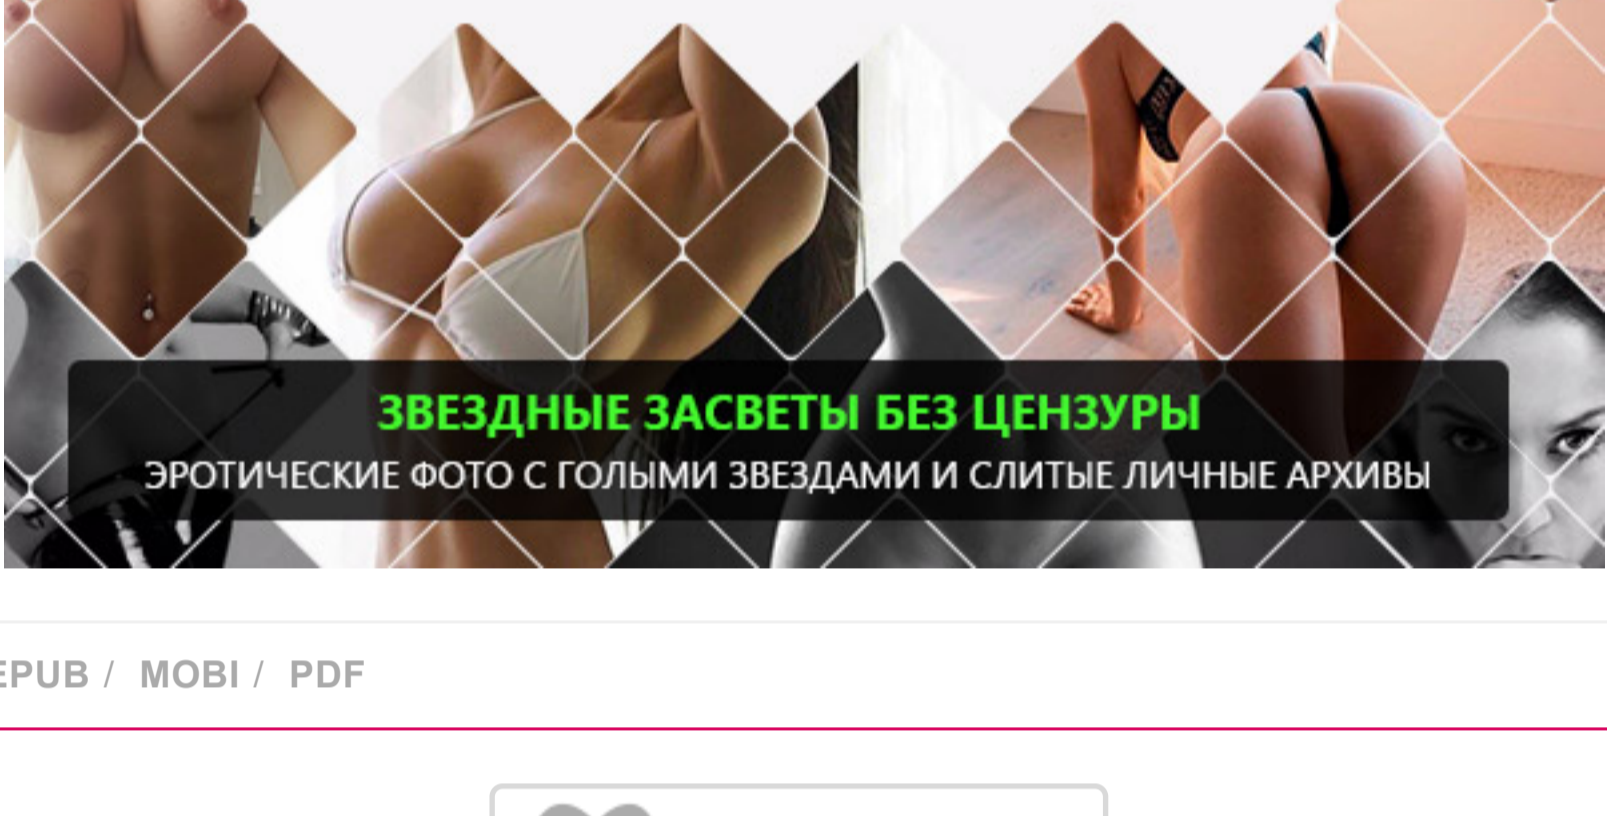 ЗВЕЗДНЫЕ ЗАСВЕТЫ БЕЗ ЦЕНЗУРЫ
ЭРОТИЧЕСКИЕ ФОТО С ГОЛЫМИ ЗВЕЗДАМИ И СЛИТЫЕ ЛИЧНЫЕ АРХИВЫ
EPUB / MOBI / PDF